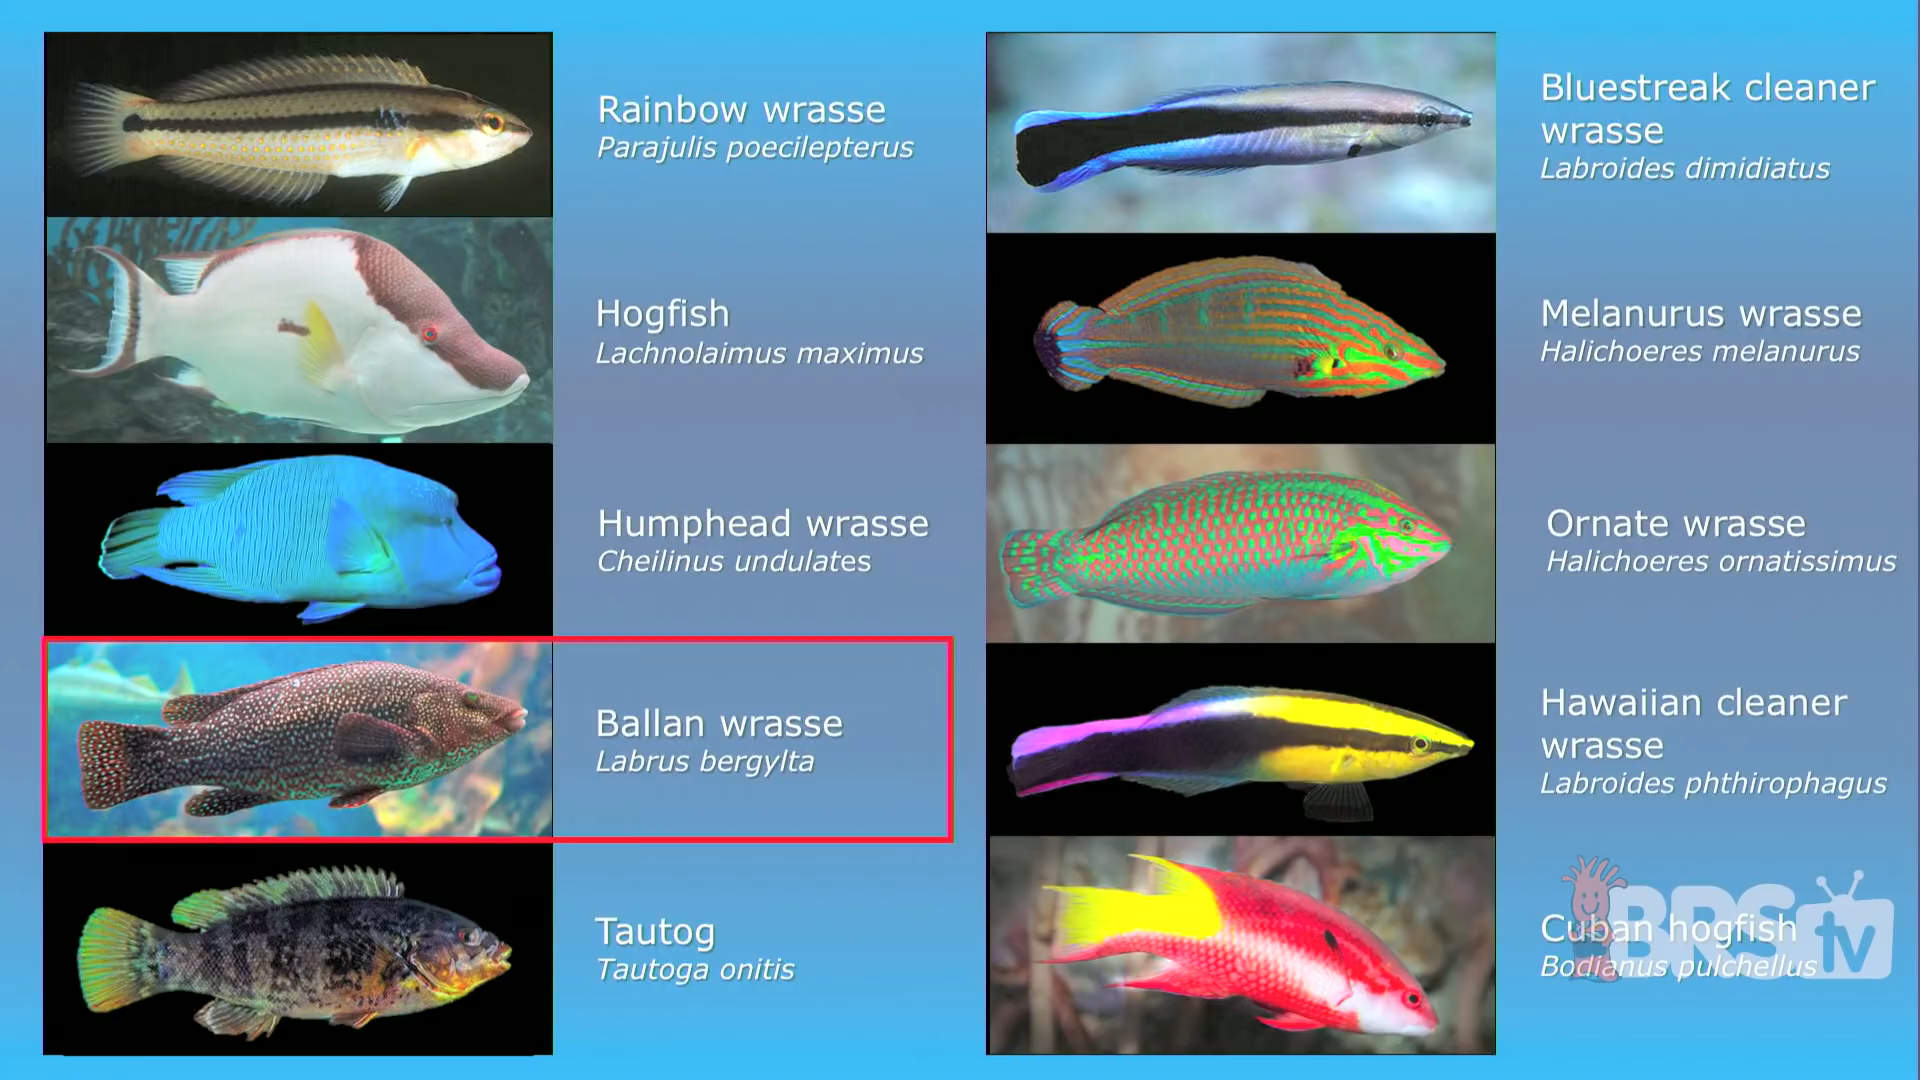 Rainbow wrasse
Parajulis poecilepterus
Hogfish
Lachnolaimus maximus
Humphead wrasse
Cheilinus undulates
Ballan wrasse
Labrus bergylta
Tautog
Tautoga onitis
Bluestreak cleaner
wrasse
Labroides dimidiatus
Melanurus wrasse
Halichoeres melanurus
Ornate wrasse
Halichoeres ornatissimus
Hawaiian cleaner
wrasse
Labroides phthirophagus
Cuban hogfish
Bodianus pulchellus
BRS tv